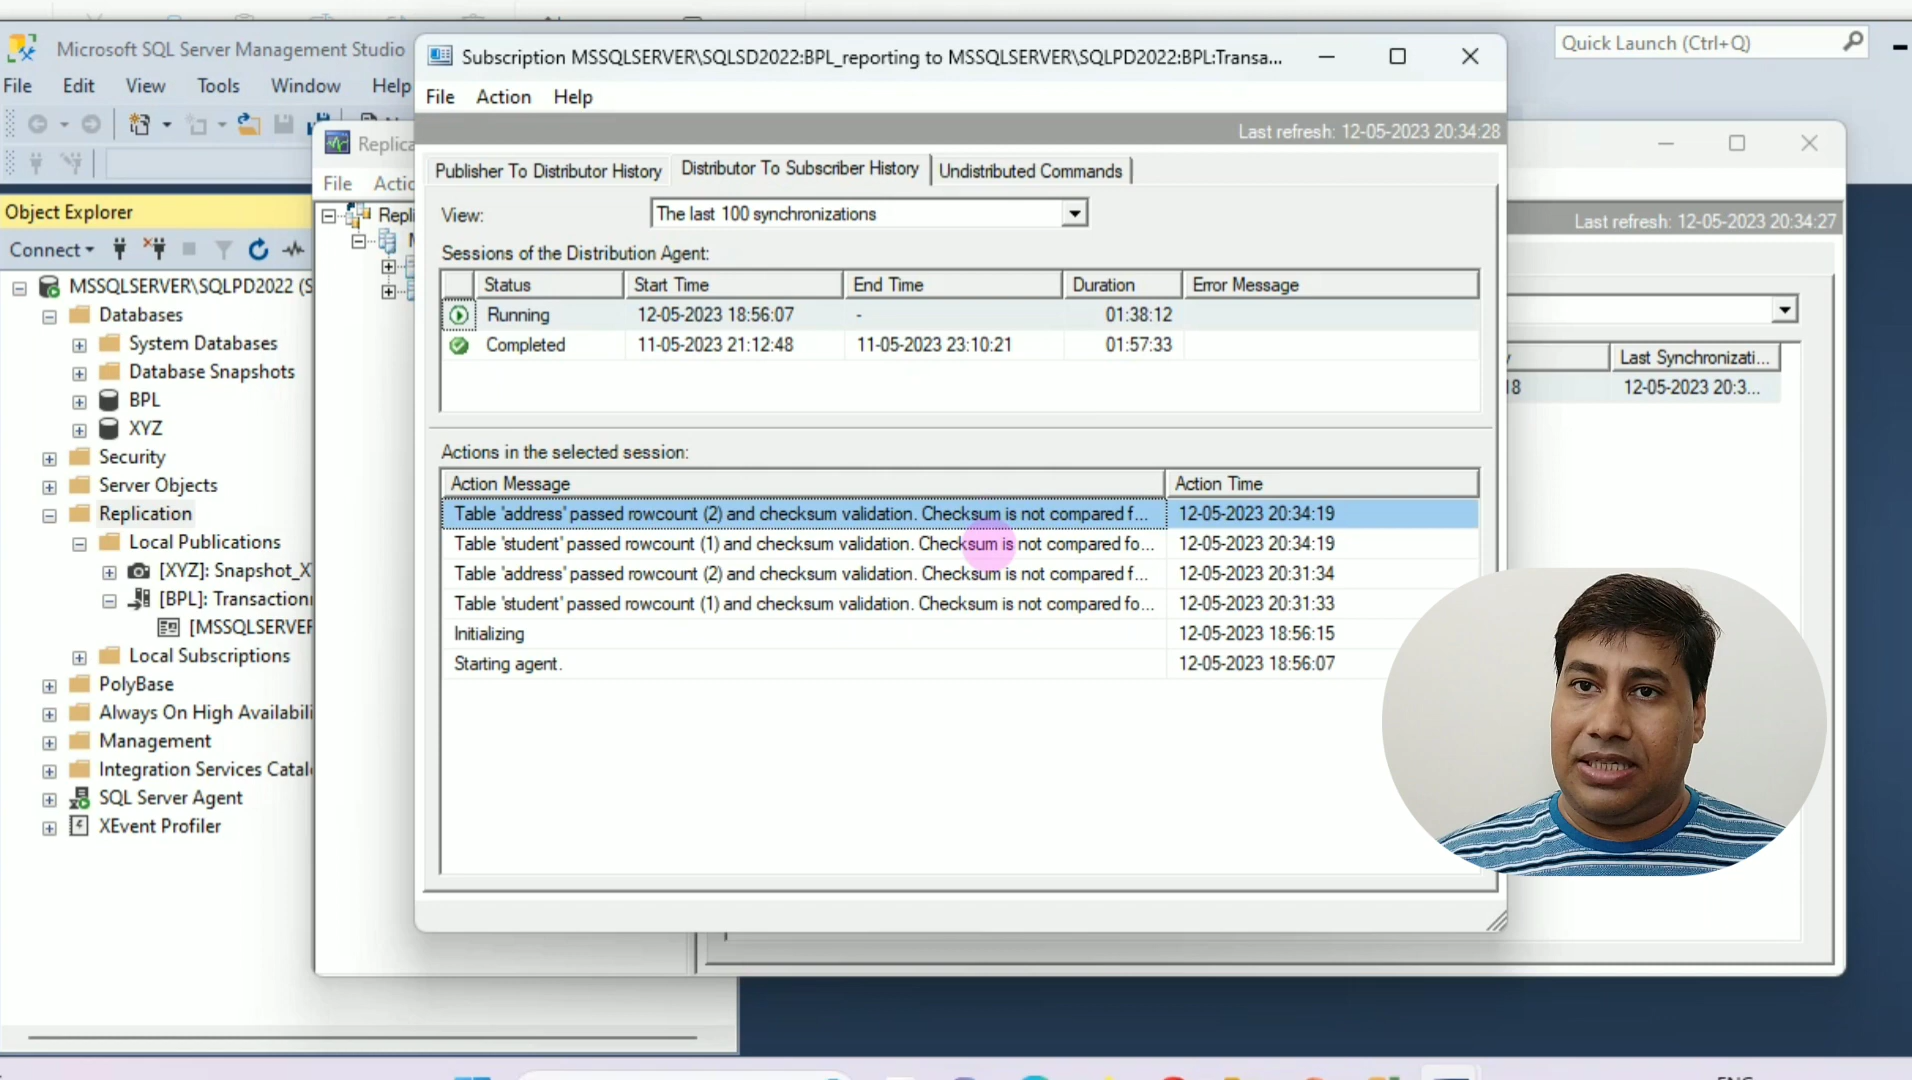 Microsoft SQL Server Management Studio
Quick Launch (Ctrl+Q)
File Edit View Tools Window Help
Subscription MSSQLSERVER\SQLSD2022:BPL_reporting to MSSQLSERVER\SQLPD2022:BPL:Transa...
File Action Help
Last refresh: 12-05-2023 20:34:28
Publisher To Distributor History
Distributor To Subscriber History
Undistributed Commands
View: The last 100 synchronizations
Sessions of the Distribution Agent:
Status Start Time End Time Duration Error Message
Running 12-05-2023 18:56:07 - 01:38:12
Completed 11-05-2023 21:12:48 11-05-2023 23:10:21 01:57:33
Actions in the selected session:
Action Message Action Time
Table 'address' passed rowcount (2) and checksum validation. Checksum is not compared f... 12-05-2023 20:34:19
Table 'student' passed rowcount (1) and checksum validation. Checksum is not compared fo... 12-05-2023 20:34:19
Table 'address' passed rowcount (2) and checksum validation. Checksum is not compared f... 12-05-2023 20:31:34
Table 'student' passed rowcount (1) and checksum validation. Checksum is not compared fo... 12-05-2023 20:31:33
Initializing 12-05-2023 18:56:15
Starting agent. 12-05-2023 18:56:07
Replica
File Actio
Repli
Last refresh: 12-05-2023 20:34:27
Last Synchronizati...
18 12-05-2023 20:3...
Object Explorer
Connect
MSSQLSERVER\SQLPD2022 (S
Databases
System Databases
Database Snapshots
BPL
XYZ
Security
Server Objects
Replication
Local Publications
[XYZ]: Snapshot_X
[BPL]: Transaction
[MSSQLSERVER
Local Subscriptions
PolyBase
Always On High Availabili
Management
Integration Services Catal
SQL Server Agent
XEvent Profiler